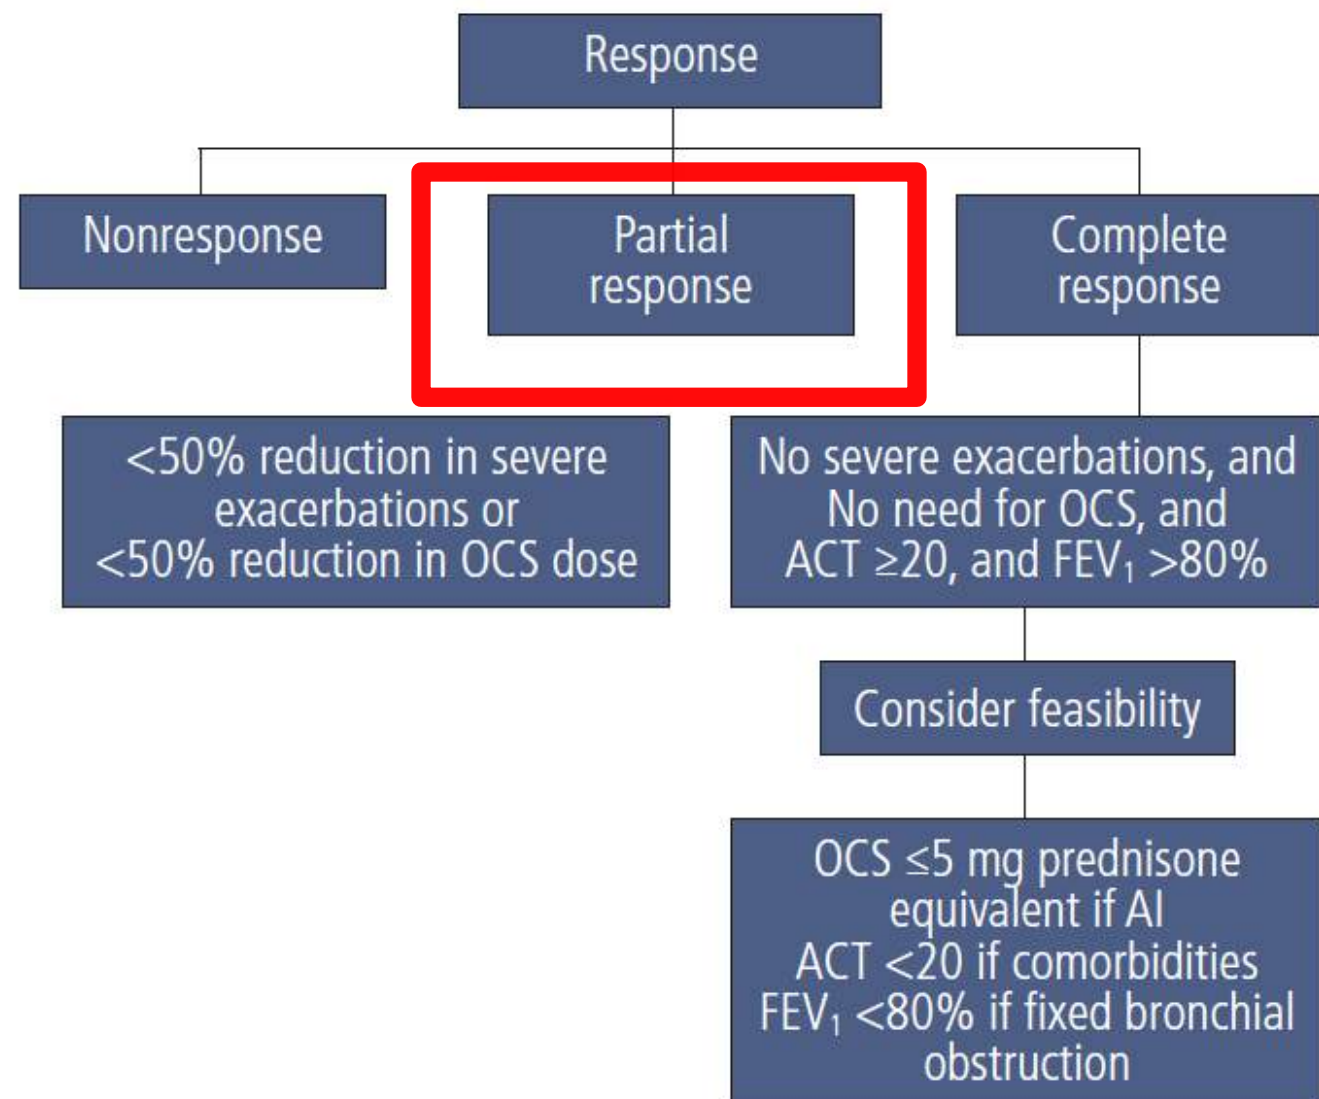 Response
Nonresponse
Partial
response
Complete
response
<50% reduction in severe
exacerbations or
<50% reduction in OCS dose
No severe exacerbations, and
No need for OCS, and
ACT ≥20, and FEV₁ >80%
Consider feasibility
OCS ≤5 mg prednisone
equivalent if AI
ACT <20 if comorbidities
FEV₁ <80% if fixed bronchial
obstruction